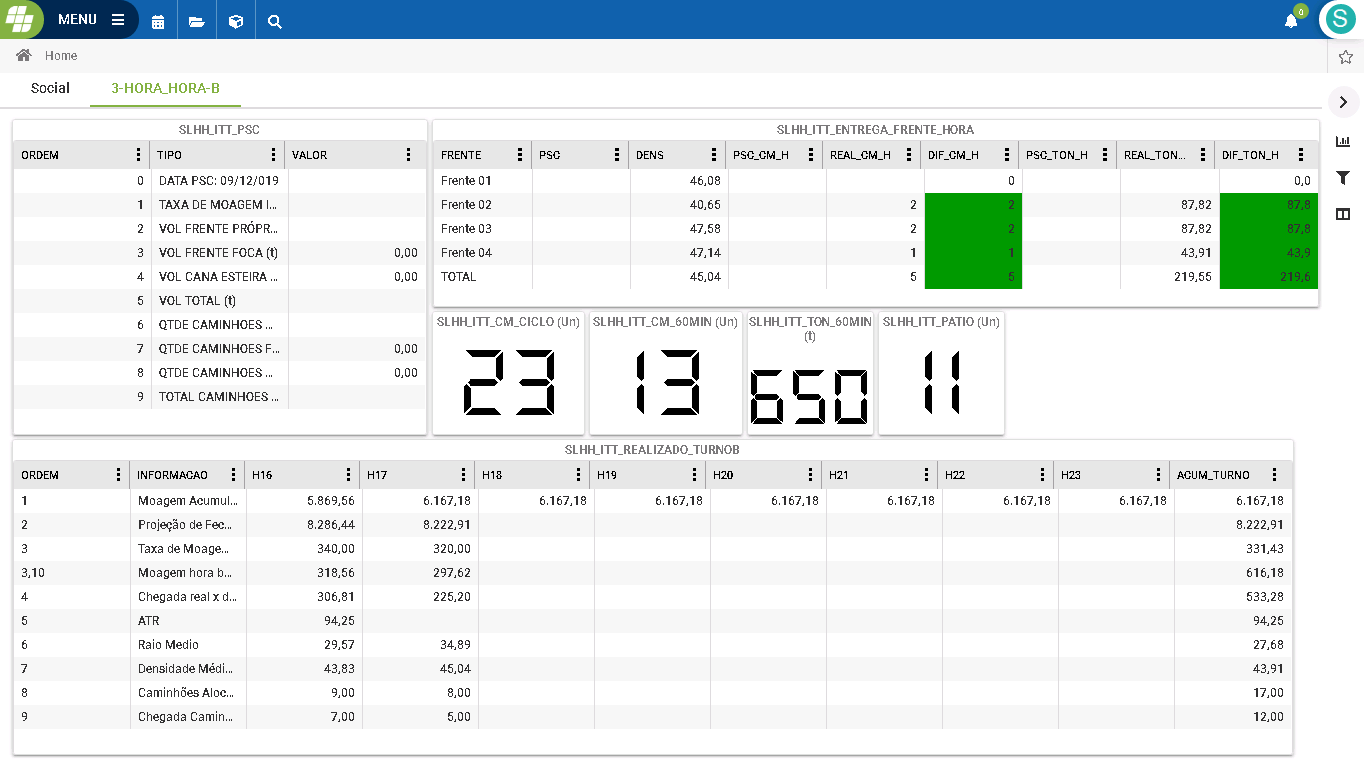 MENU
0
S
Home
Social 3-HORA_HORA-B
SLHH_ITT_PSC
ORDEM TIPO VALOR
0 DATA PSC: 09/12/019
1 TAXA DE MOAGEM I...
2 VOL FRENTE PRÓPR...
3 VOL FRENTE FOCA (t) 0,00
4 VOL CANA ESTEIRA ... 0,00
5 VOL TOTAL (t)
6 QTDE CAMINHOES ...
7 QTDE CAMINHOES F... 0,00
8 QTDE CAMINHOES ... 0,00
9 TOTAL CAMINHOES ...
SLHH_ITT_ENTREGA_FRENTE_HORA
FRENTE PSC DENS PSC_CM_H REAL_CM_H DIF_CM_H PSC_TON_H REAL_TON... DIF_TON_H
Frente 01 46,08 0 0,0
Frente 02 40,65 2 2 87,82 87,8
Frente 03 47,58 2 2 87,82 87,8
Frente 04 47,14 1 1 43,91 43,9
TOTAL 45,04 5 5 219,55 219,6
SLHH_ITT_CM_CICLO (Un)
23
SLHH_ITT_CM_60MIN (Un)
13
SLHH_ITT_TON_60MIN
(t)
650
SLHH_ITT_PATIO (Un)
11
SLHH_ITT_REALIZADO_TURNOB
ORDEM INFORMACAO H16 H17 H18 H19 H20 H21 H22 H23 AGUM_TURNO
1 Moagem Acumul... 5.869,56 6.167,18 6.167,18 6.167,18 6.167,18 6.167,18 6.167,18 6.167,18 6.167,18
2 Projeção de Fec... 8.286,44 8.222,91 8.222,91
3 Taxa de Moage... 340,00 320,00 331,43
3,10 Moagem hora b... 318,56 297,62 616,18
4 Chegada real x d... 306,81 225,20 533,28
5 ATR 94,25 94,25
6 Raio Medio 29,57 34,89 27,68
7 Densidade Médi... 43,83 45,04 43,91
8 Caminhões Aloc... 9,00 8,00 17,00
9 Chegada Camin... 7,00 5,00 12,00